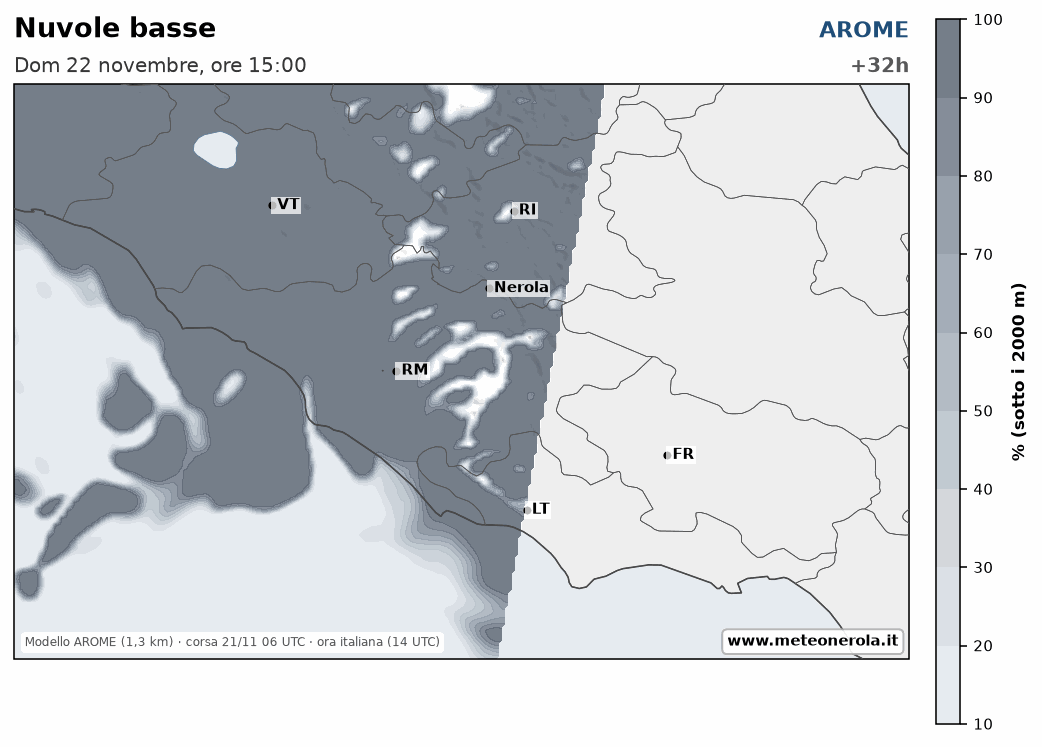 Nuvole basse
AROME
Dom 22 novembre, ore 15:00
+32h
VT
RI
Nerola
RM
FR
LT
Modello AROME (1,3 km) · corsa 21/11 06 UTC · ora italiana (14 UTC)
www.meteonerola.it
100
90
80
70
60
50
40
30
20
10
% (sotto i 2000 m)